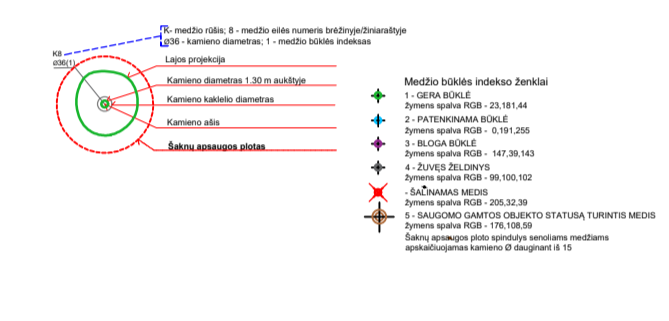 K- medžio rūšis; 8 - medžio eilės numeris brėžinyje/žiniaraštyje
ø36 - kamieno diametras; 1 - medžio būklės indeksas
K8
ø36(1)
Lajos projekcija
Kamieno diametras 1.30 m aukštyje
Kamieno kaklelio diametras
Kamieno ašis
Šaknų apsaugos plotas
Medžio būklės indekso ženklai
1 - GERA BŪKLĖ
žymens spalva RGB - 23,181,44
2 - PATENKINAMA BŪKLĖ
žymens spalva RGB - 0,191,255
3 - BLOGA BŪKLĖ
žymens spalva RGB - 147,39,143
4 - ŽUVĘS ŽELDINYS
žymens spalva RGB - 99,100,102
- ŠALINAMAS MEDIS
žymens spalva RGB - 205,32,39
5 - SAUGOMO GAMTOS OBJEKTO STATUSĄ TURINTIS MEDIS
žymens spalva RGB - 176,108,59
Šaknų apsaugos ploto spindulys senoliams medžiams
apskaičiuojamas kamieno Ø dauginant iš 15